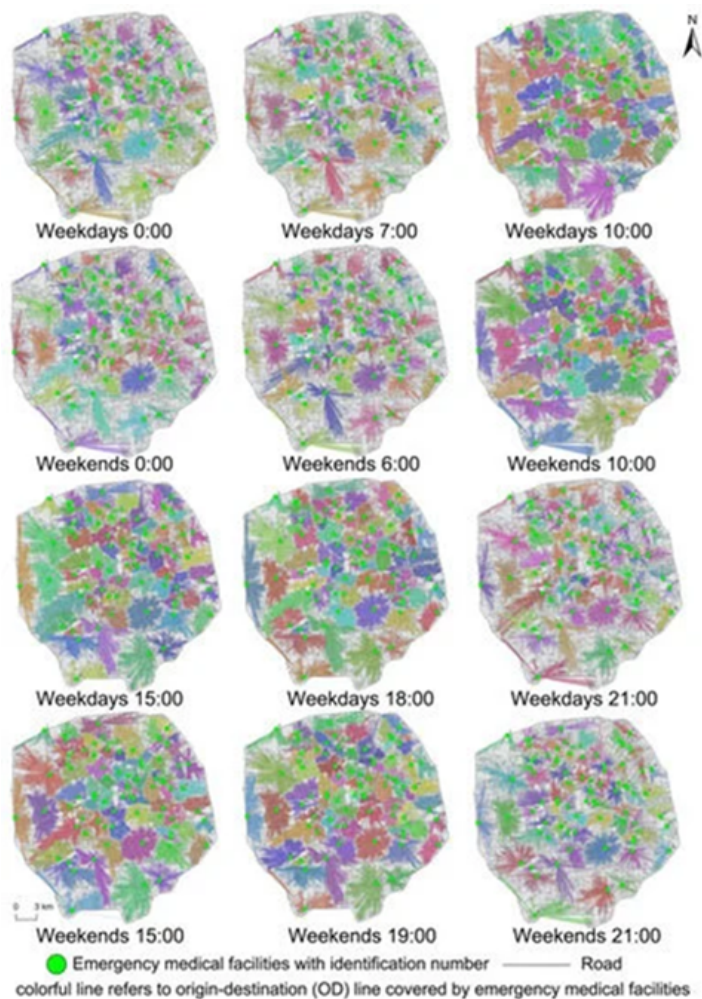 N
Weekdays 0:00
Weekdays 7:00
Weekdays 10:00
Weekends 0:00
Weekends 6:00
Weekends 10:00
Weekdays 15:00
Weekdays 18:00
Weekdays 21:00
0 3 km
Weekends 15:00
Weekends 19:00
Weekends 21:00
Emergency medical facilities with identification number
Road
colorful line refers to origin-destination (OD) line covered by emergency medical facilities